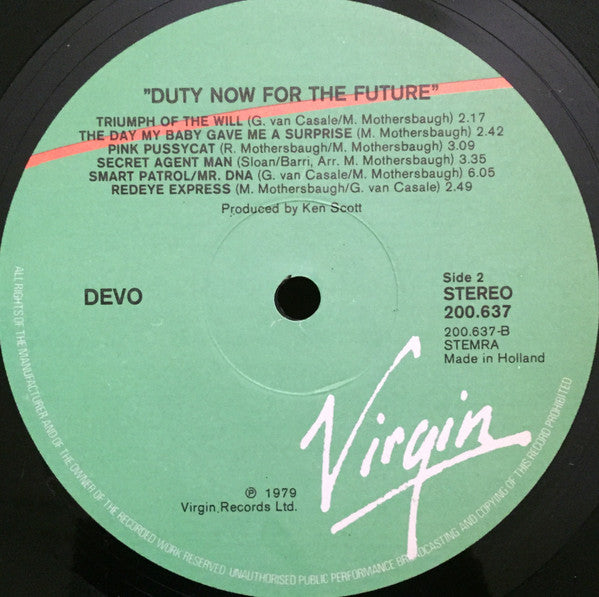 "DUTY NOW FOR THE FUTURE"
TRIUMPH OF THE WILL (G. van Casale/M. Mothersbaugh) 2.17
THE DAY MY BABY GAVE ME A SURPRISE (M. Mothersbaugh) 2.42
PINK PUSSYCAT (R. Mothersbaugh/M. Mothersbaugh) 3.09
SECRET AGENT MAN (Sloan/Barri, Arr. M. Mothersbaugh) 3.35
SMART PATROL/MR. DNA (G. van Casale/M. Mothersbaugh) 6.05
REDEYE EXPRESS (M. Mothersbaugh/G. van Casale) 2.49
Produced by Ken Scott
DEVO
Side 2
STEREO
200.637
200.637-B
STEMRA
Made in Holland
Virgin
℗ 1979
Virgin Records Ltd.
ALL RIGHTS OF THE MANUFACTURER AND OF THE OWNER OF THE RECORDED WORK RESERVED UNAUTHORISED PUBLIC PERFORMANCE BROADCASTING AND COPYING OF THIS RECORD PROHIBITED